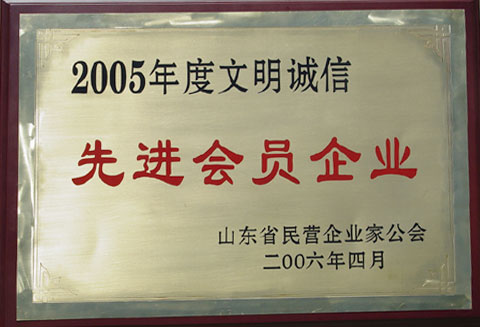 2005年度文明诚信
先进会员企业
山东省民营企业家公会
二00六年四月